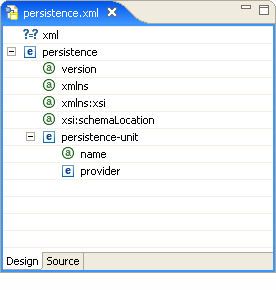 persistence.xml
?=? xml
e persistence
a version
a xmlns
a xmlns:xsi
a xsi:schemaLocation
e persistence-unit
a name
e provider
Design Source